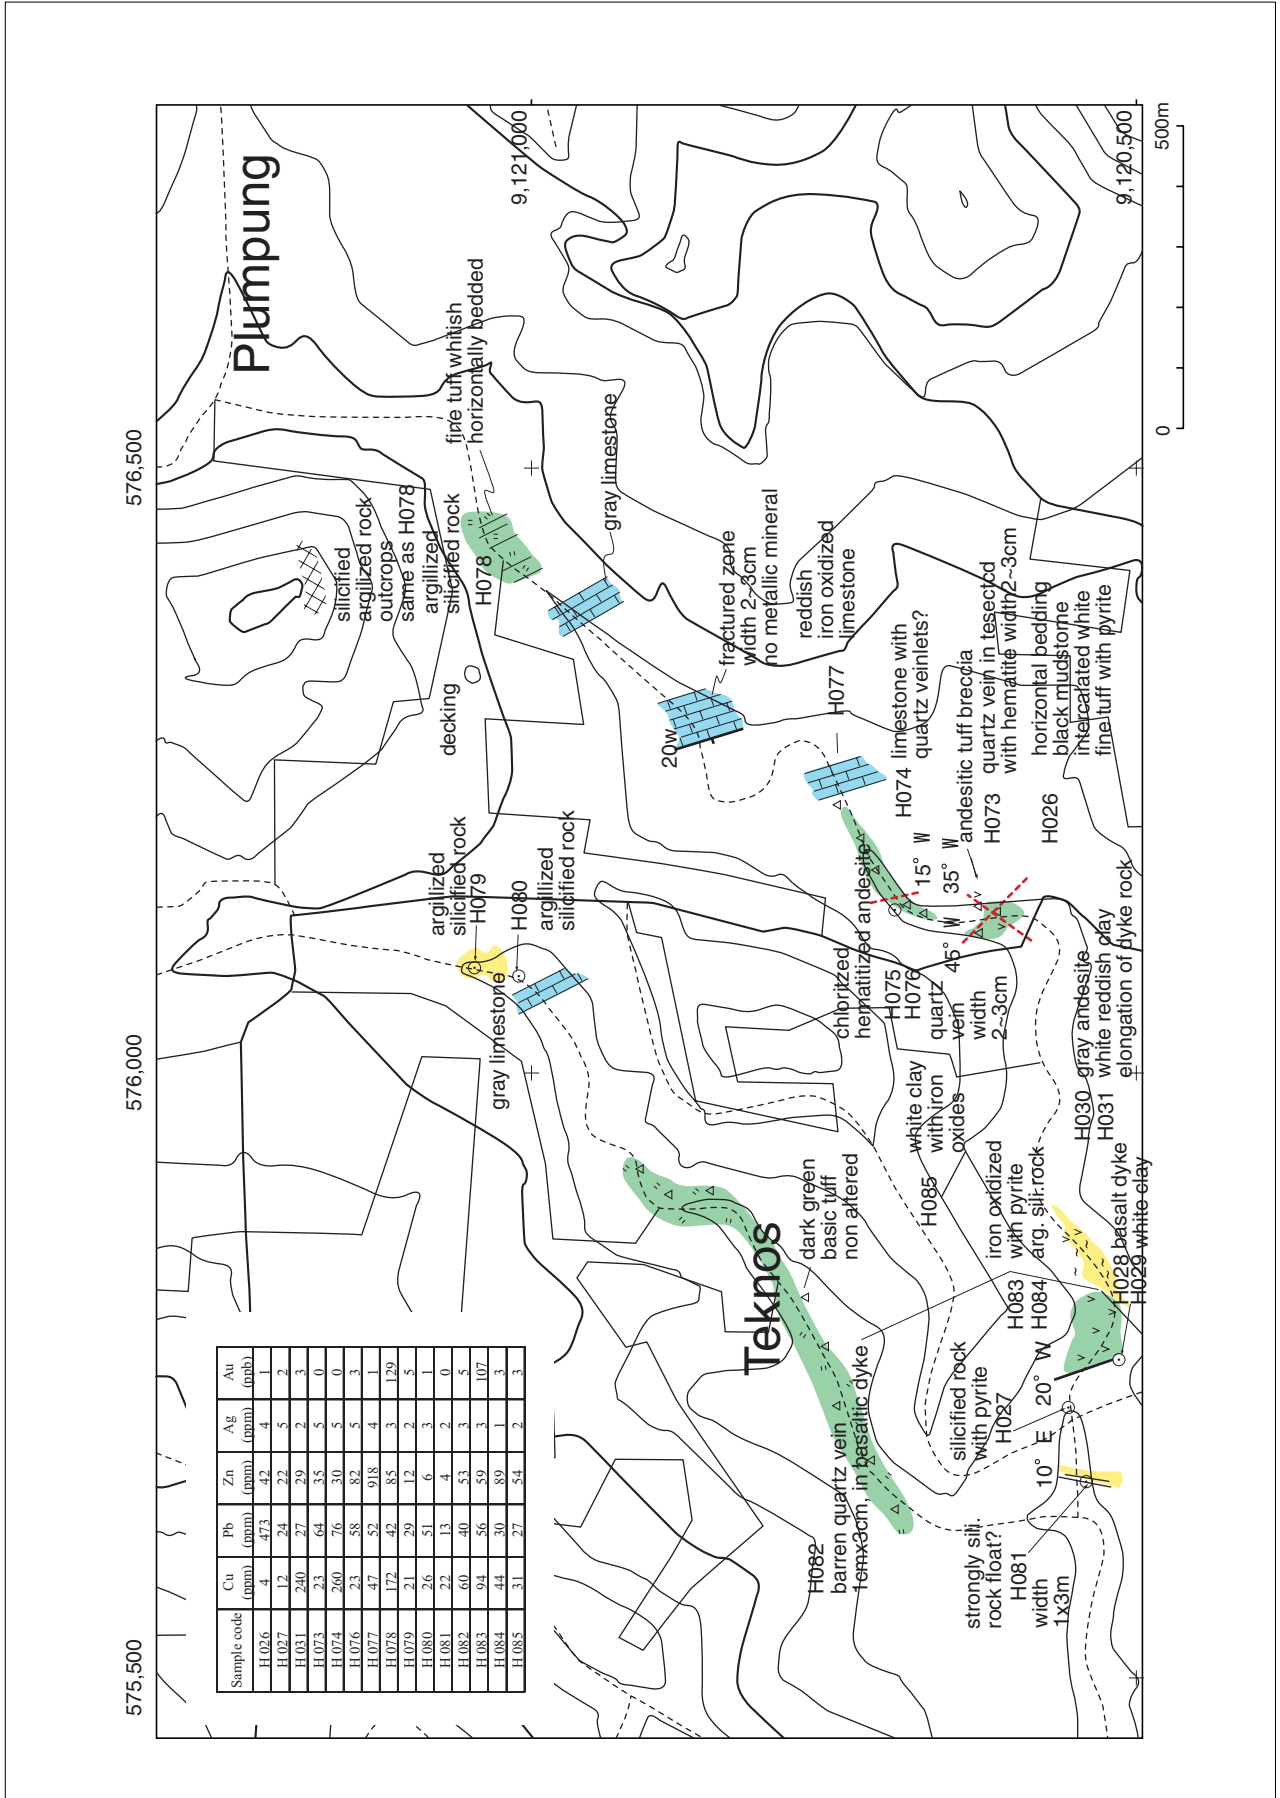 Plumpung
Teknos
575,500
576,000
576,500
9,121,000
9,120,500
0
500m
Sample code Cu (ppm) Pb (ppm) Zn (ppm) Ag (ppm) Au (ppb)
H 026 4 473 42 4 1
H 027 12 24 22 5 2
H 031 240 27 29 2 3
H 073 23 64 35 5 0
H 074 260 76 30 5 0
H 076 23 58 82 5 3
H 077 47 52 918 4 1
H 078 172 42 85 3 129
H 079 21 29 12 2 5
H 080 26 51 6 3 1
H 081 22 13 4 2 0
H 082 60 40 53 3 5
H 083 94 56 59 3 107
H 084 44 30 89 1 3
H 085 31 27 54 2 3
silicified
argilized rock
outcrops
same as H078
argillized
silicified rock
H078
fine tuff whitish
horizontally bedded
gray limestone
decking
argilized
silicified rock
H079
H080
argillized
silicified rock
gray limestone
20w
fractured zone
width 2~3cm
no metallic mineral
reddish
iron oxidized
limestone
H077
H074 limestone with
quartz veinlets?
andesitic tuff breccia
quartz vein in tesectcd
with hematite width2~3cm
H073
horizontal bedding
black mudstome
intercalated white
fine tuff with pyrite
H026
15° W
35° W
45° W
chloritzed
hematitized andesite
H075
H076
quartz
vein
width
2~3cm
white clay
with iron
oxides
H085
H030 gray andesite
H031 white reddish clay
elongation of dyke rock
H028 basalt dyke
H029 white clay
iron oxidized
with pyrite
arg. sil. rock
H083
H084
dark green
basic tuff
non altered
H082
barren quartz vein
1cmx3cm, in basaltic dyke
silicified rock
with pyrite
H027
10° E
20° W
strongly sili.
rock float?
H081
width
1x3m